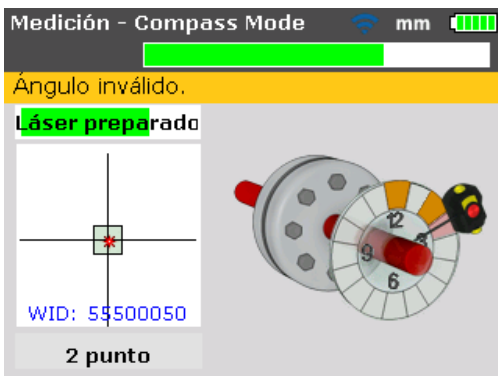 Medición - Compass Mode mm
Ángulo inválido.
Láser preparado
12
3
9
6
WID: 55500050
2 punto